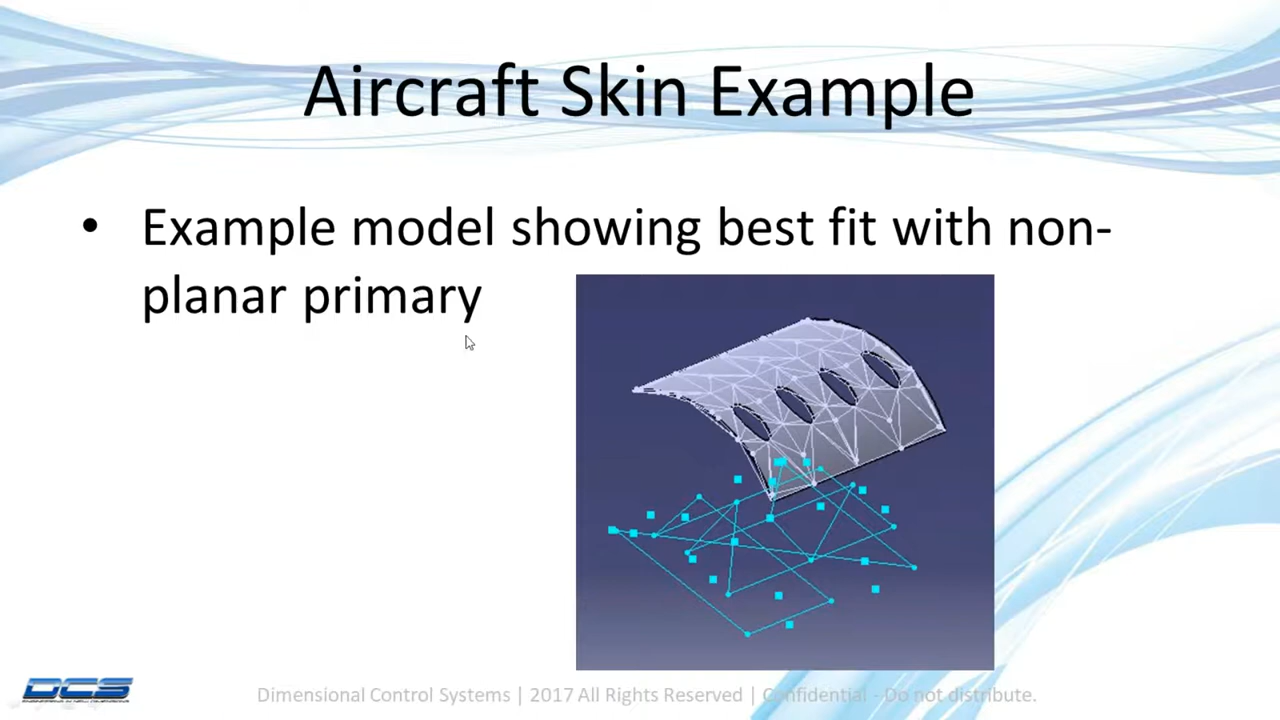 Aircraft Skin Example
• Example model showing best fit with non-
planar primary
DCS
Dimensional Control Systems | 2017 All Rights Reserved | Confidential - Do not distribute.